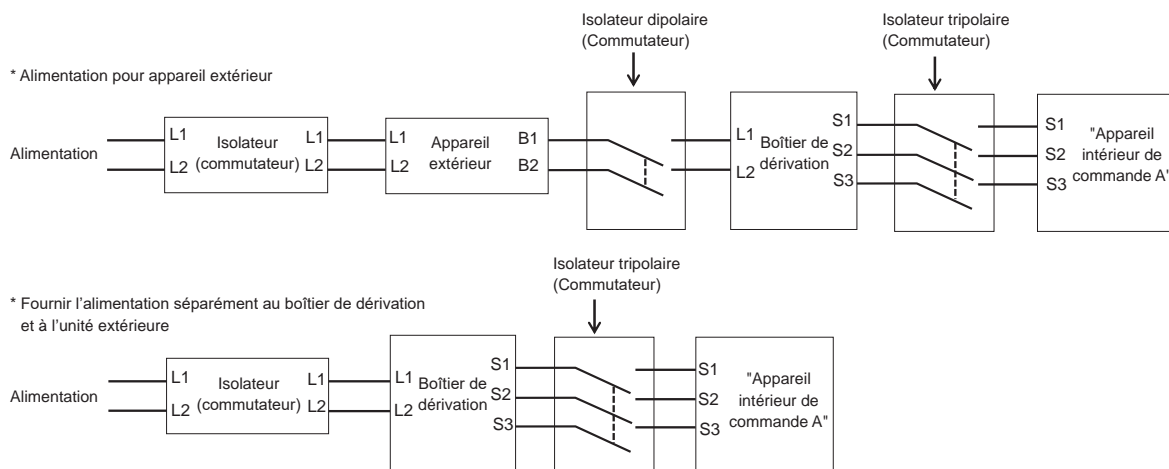 Isolateur dipolaire
(Commutateur)
Isolateur tripolaire
(Commutateur)
* Alimentation pour appareil extérieur
Alimentation
L1
L2
Isolateur
(commutateur)
L1
L2
L1
L2
Appareil
extérieur
B1
B2
L1
L2
Boîtier de
dérivation
S1
S2
S3
S1
S2
S3
"Appareil
intérieur de
commande A"
Isolateur tripolaire
(Commutateur)
* Fournir l'alimentation séparément au boîtier de dérivation
et à l'unité extérieure
Alimentation
L1
L2
Isolateur
(commutateur)
L1
L2
L1
L2
Boîtier de
dérivation
S1
S2
S3
S1
S2
S3
"Appareil
intérieur de
commande A"